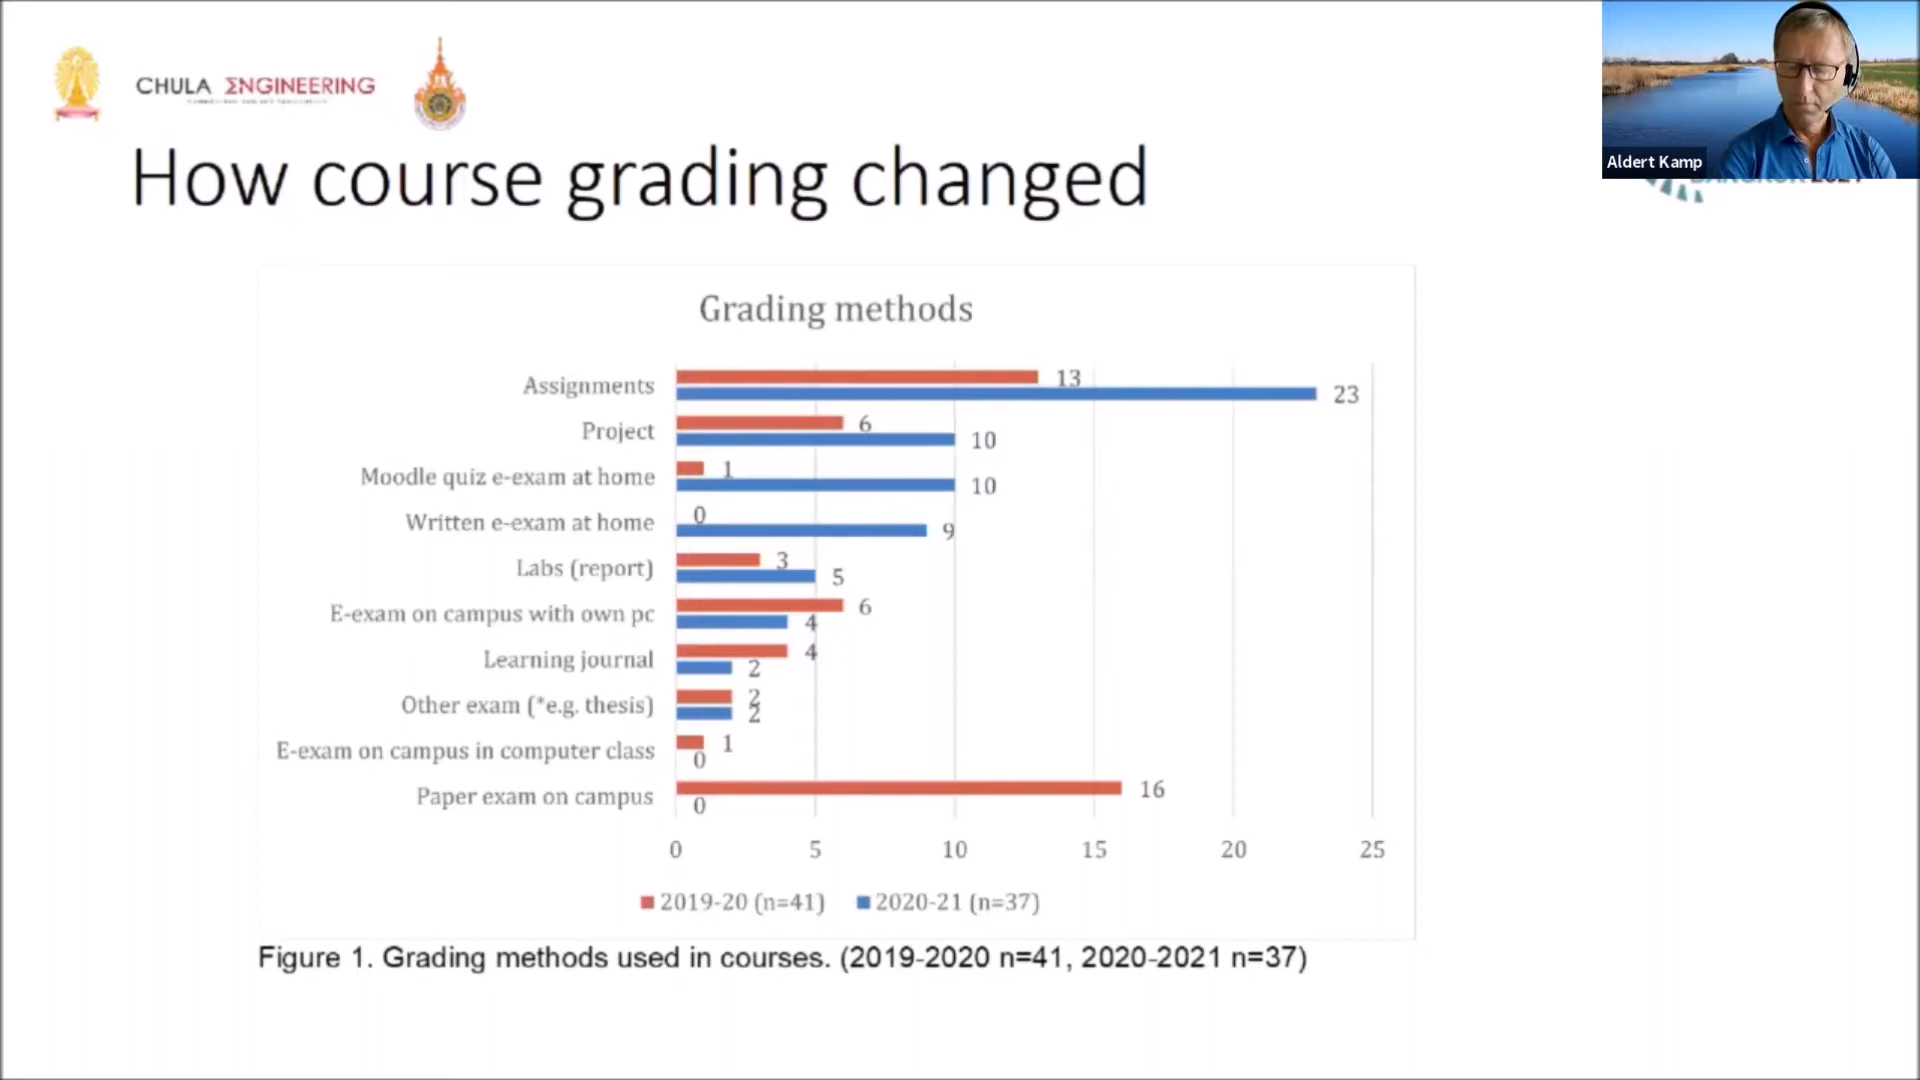 CHULA ΣNGINEERING
Aldert Kamp
How course grading changed
Grading methods
Assignments 13 23
Project 6 10
Moodle quiz e-exam at home 1 10
Written e-exam at home 0 9
Labs (report) 3 5
E-exam on campus with own pc 6 4
Learning journal 4 2
Other exam (*e.g. thesis) 2 2
E-exam on campus in computer class 1 0
Paper exam on campus 16 0
0 5 10 15 20 25
2019-20 (n=41) 2020-21 (n=37)
Figure 1. Grading methods used in courses. (2019-2020 n=41, 2020-2021 n=37)